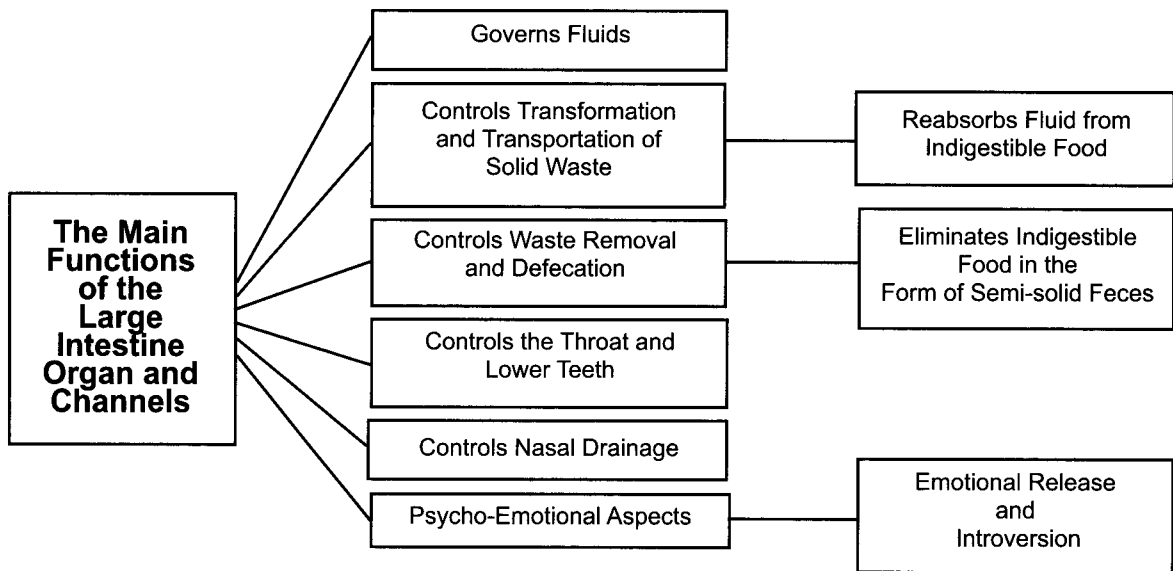 The Main
Functions
of the
Large
Intestine
Organ and
Channels
Governs Fluids
Controls Transformation
and Transportation of
Solid Waste
Reabsorbs Fluid from
Indigestible Food
Controls Waste Removal
and Defecation
Eliminates Indigestible
Food in the
Form of Semi-solid Feces
Controls the Throat and
Lower Teeth
Controls Nasal Drainage
Psycho-Emotional Aspects
Emotional Release
and
Introversion